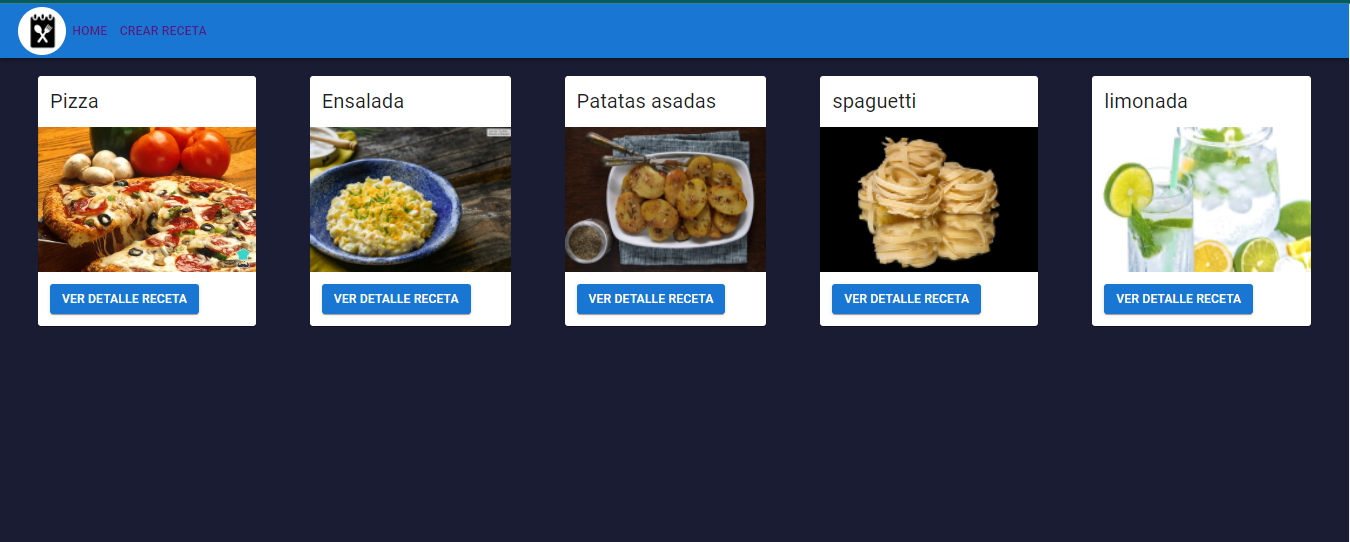 HOME CREAR RECETA
Pizza
Ensalada
Patatas asadas
spaguetti
limonada
VER DETALLE RECETA
VER DETALLE RECETA
VER DETALLE RECETA
VER DETALLE RECETA
VER DETALLE RECETA